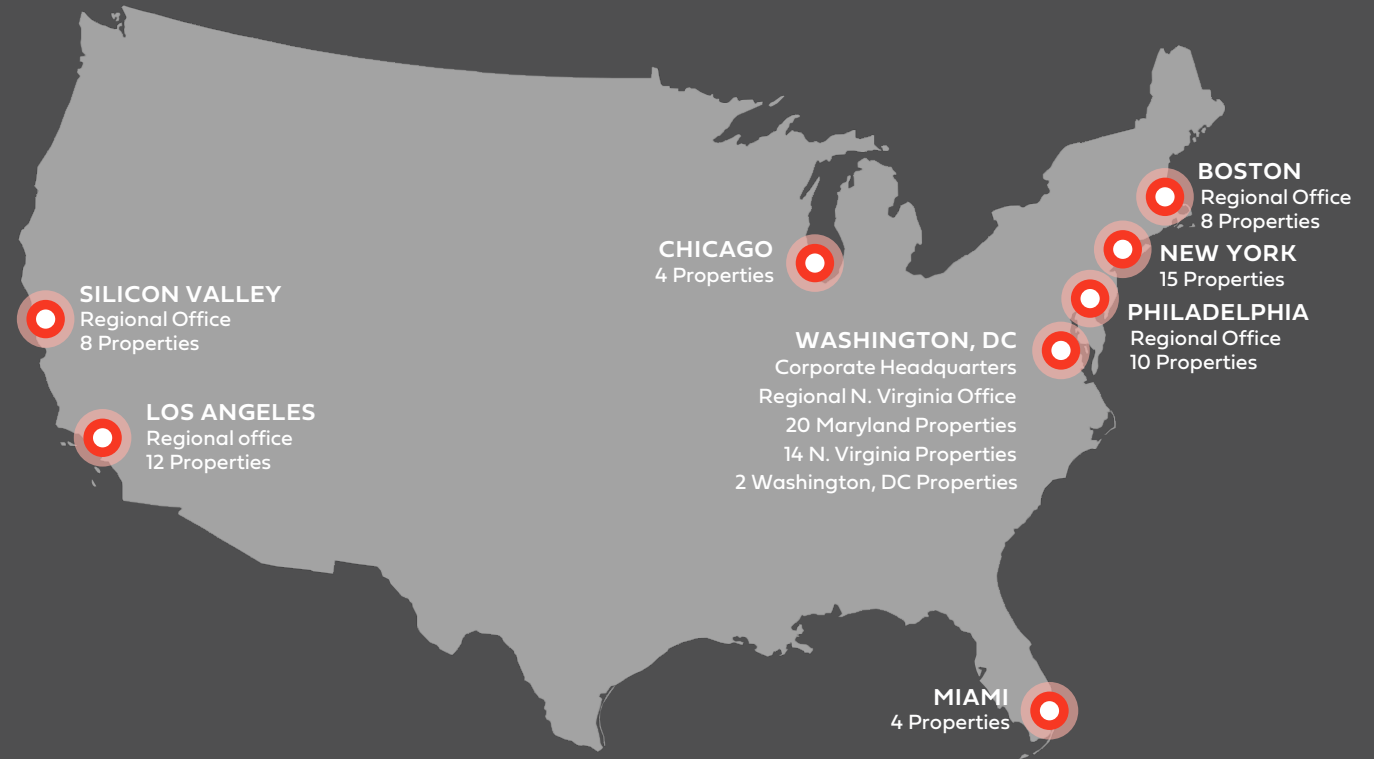 BOSTON
Regional Office
8 Properties
CHICAGO
4 Properties
NEW YORK
15 Properties
SILICON VALLEY
Regional Office
8 Properties
PHILADELPHIA
Regional Office
10 Properties
WASHINGTON, DC
Corporate Headquarters
Regional N. Virginia Office
20 Maryland Properties
14 N. Virginia Properties
2 Washington, DC Properties
LOS ANGELES
Regional office
12 Properties
MIAMI
4 Properties